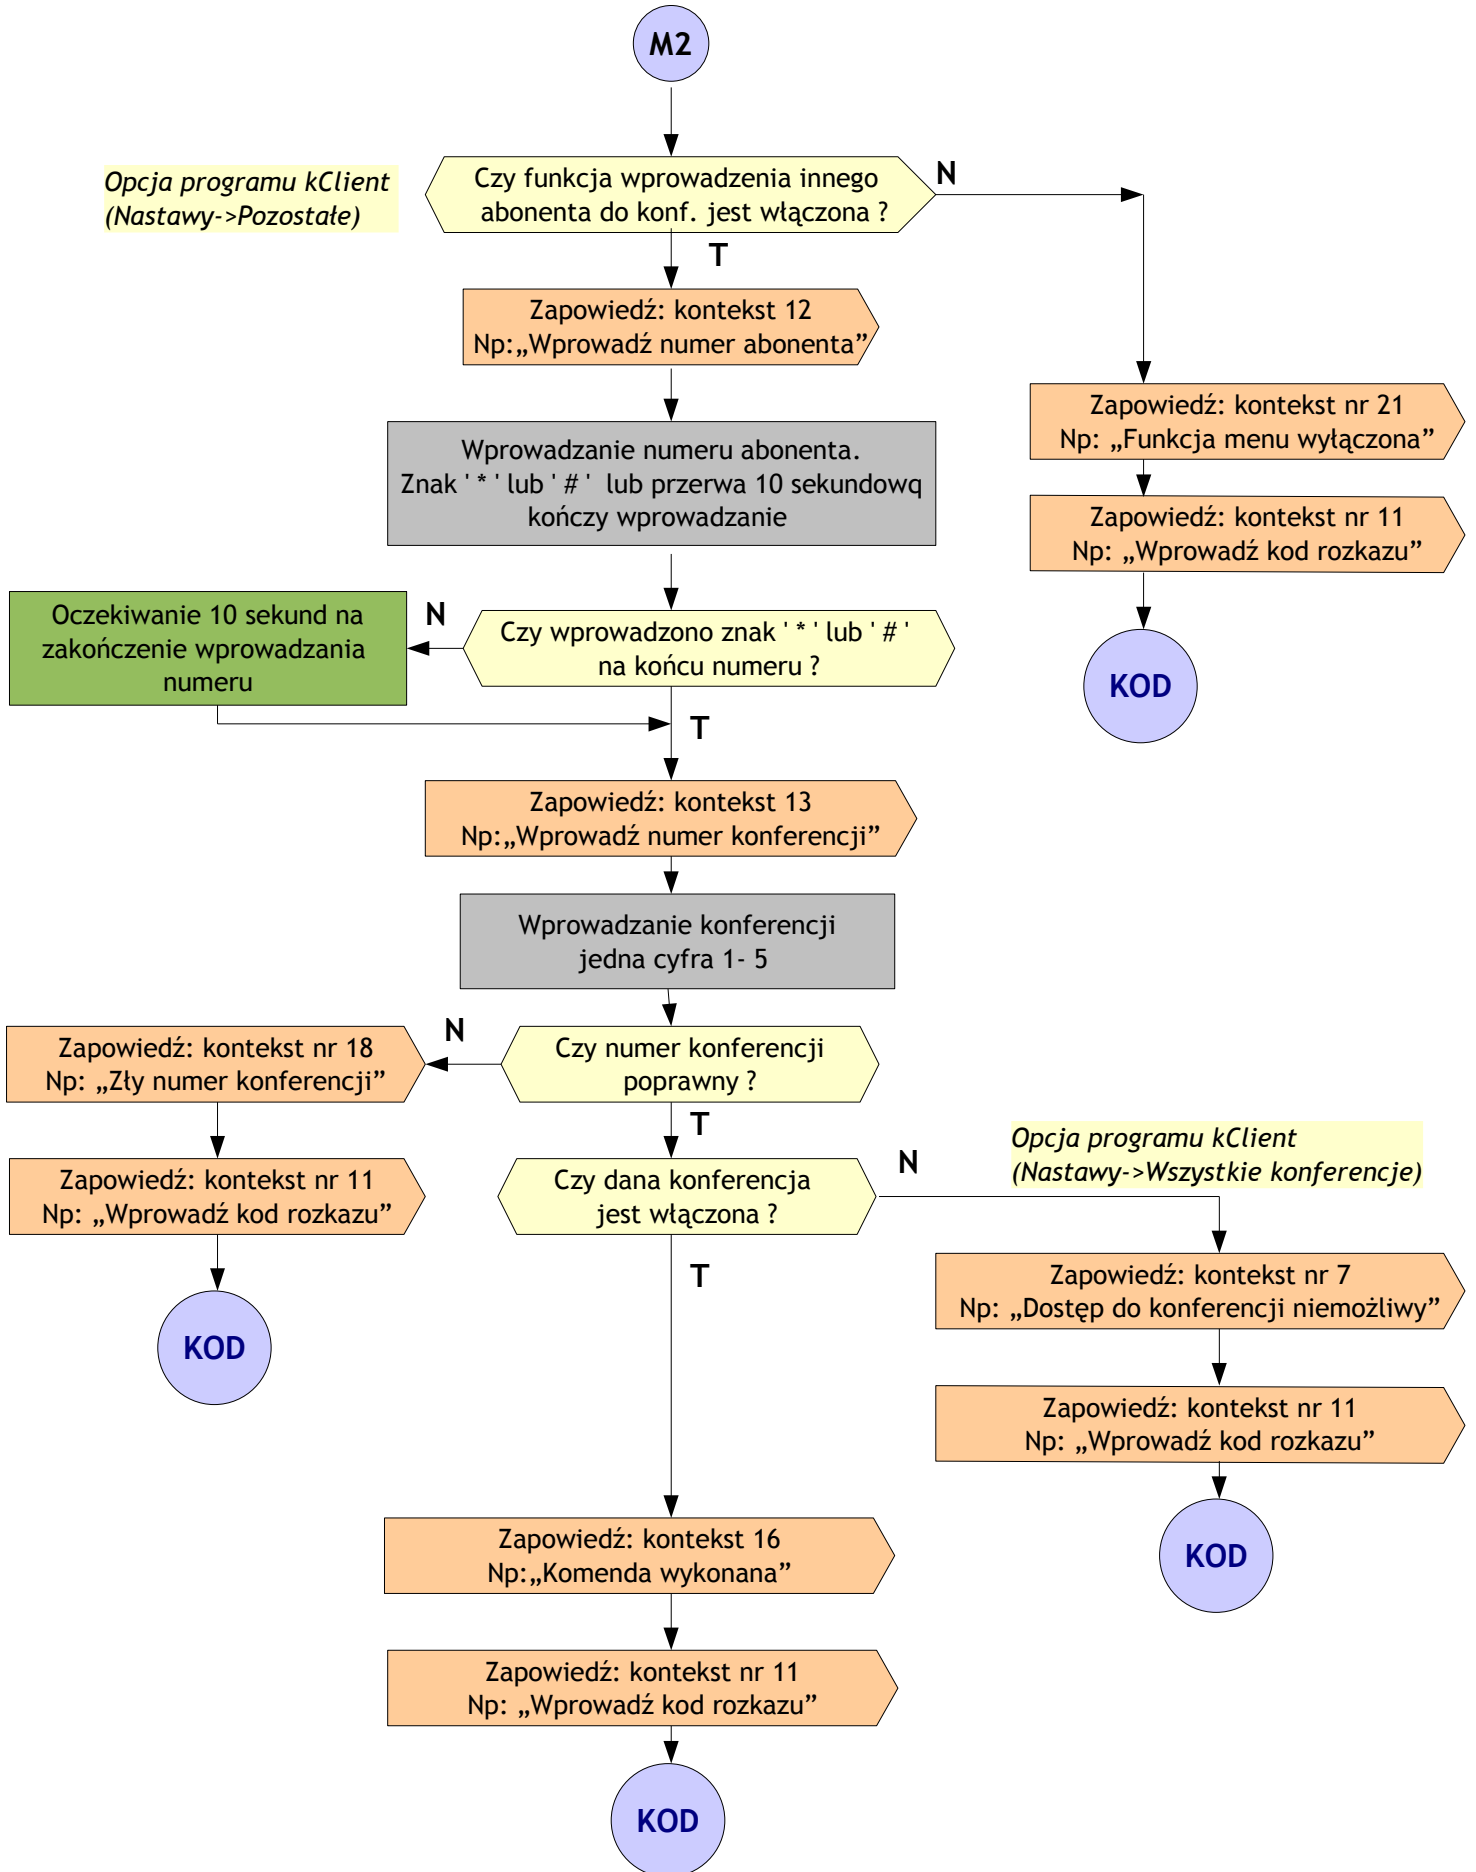 M2
Opcja programu kClient
(Nastawy->Pozostałe)
Czy funkcja wprowadzenia innego
abonenta do konf. jest włączona ?
N
T
Zapowiedź: kontekst 12
Np:„Wprowadź numer abonenta”
Zapowiedź: kontekst nr 21
Np: „Funkcja menu wyłączona”
Wprowadzanie numeru abonenta.
Znak ' * ' lub ' # '  lub przerwa 10 sekundowq
kończy wprowadzanie
Zapowiedź: kontekst nr 11
Np: „Wprowadź kod rozkazu”
KOD
Oczekiwanie 10 sekund na
zakończenie wprowadzania
numeru
N
Czy wprowadzono znak ' * ' lub ' # '
na końcu numeru ?
T
Zapowiedź: kontekst 13
Np:„Wprowadź numer konferencji”
Wprowadzanie konferencji
jedna cyfra 1- 5
Zapowiedź: kontekst nr 18
Np: „Zły numer konferencji”
N
Czy numer konferencji
poprawny ?
T
Zapowiedź: kontekst nr 11
Np: „Wprowadź kod rozkazu”
KOD
Czy dana konferencja
jest włączona ?
N
Opcja programu kClient
(Nastawy->Wszystkie konferencje)
T
Zapowiedź: kontekst nr 7
Np: „Dostęp do konferencji niemożliwy”
Zapowiedź: kontekst nr 11
Np: „Wprowadź kod rozkazu”
KOD
Zapowiedź: kontekst 16
Np:„Komenda wykonana”
Zapowiedź: kontekst nr 11
Np: „Wprowadź kod rozkazu”
KOD